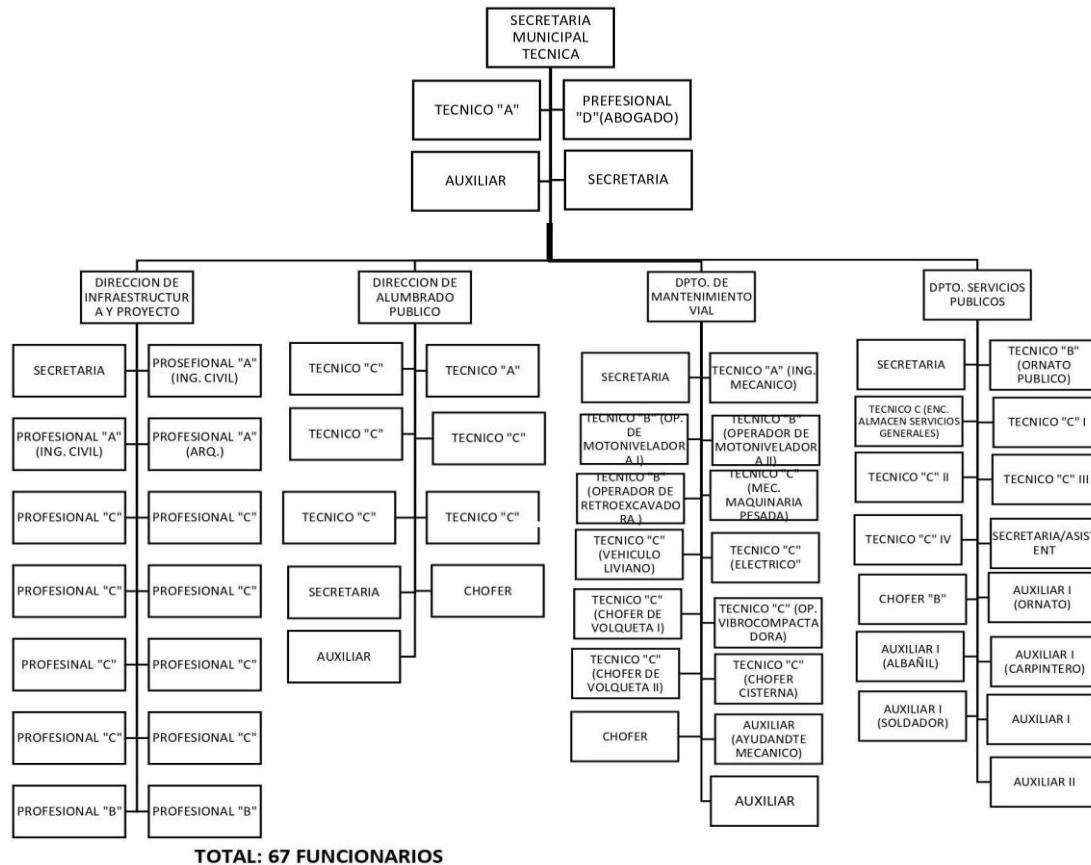 SECRETARIA
MUNICIPAL
TECNICA
TECNICO "A"
PREFESIONAL
"D"(ABOGADO)
AUXILIAR
SECRETARIA
DIRECCION DE
INFRAESTRUCTUR
A Y PROYECTO
SECRETARIA
PROSEFIONAL "A"
(ING. CIVIL)
PROFESIONAL "A"
(ING. CIVIL)
PROFESIONAL "A"
(ARQ.)
PROFESIONAL "C"
PROFESIONAL "C"
PROFESIONAL "C"
PROFESIONAL "C"
PROFESINAL "C"
PROFESIONAL "C"
PROFESIONAL "C"
PROFESIONAL "C"
PROFESIONAL "B"
PROFESIONAL "B"
DIRECCION DE
ALUMBRADO
PUBLICO
TECNICO "C"
TECNICO "A"
TECNICO "C"
TECNICO "C"
TECNICO "C"
TECNICO "C"
SECRETARIA
CHOFER
AUXILIAR
DPTO. DE
MANTENIMIENTO
VIAL
SECRETARIA
TECNICO "A" (ING.
MECANICO)
TECNICO "B" (OP.
DE
MOTONIVELADOR
A I)
TECNICO "B"
(OPERADOR DE
MOTONIVELADOR
A II)
TECNICO "B"
(OPERADOR DE
RETROEXCAVADO
RA )
TECNICO "C"
(MEC.
MAQUINARIA
PESADA)
TECNICO "C"
(VEHICULO
LIVIANO)
TECNICO "C"
(ELECTRICO"
TECNICO "C"
(CHOFER DE
VOLQUETA I)
TECNICO "C" (OP.
VIBROCOMPACTA
DORA)
TECNICO "C"
(CHOFER DE
VOLQUETA II)
TECNICO "C"
(CHOFER
CISTERNA)
CHOFER
AUXILIAR
(AYUDANDTE
MECANICO)
AUXILIAR
DPTO. SERVICIOS
PUBLICOS
SECRETARIA
TECNICO "B"
(ORNATO
PUBLICO)
TECNICO C (ENC.
ALMACEN SERVICIOS
GENERALES)
TECNICO "C" I
TECNICO "C" II
TECNICO "C" III
TECNICO "C" IV
SECRETARIA/ASIST
ENT
CHOFER "B"
AUXILIAR I
(ORNATO)
AUXILIAR I
(ALBAÑIL)
AUXILIAR I
(CARPINTERO)
AUXILIAR I
(SOLDADOR)
AUXILIAR I
AUXILIAR II
TOTAL: 67 FUNCIONARIOS